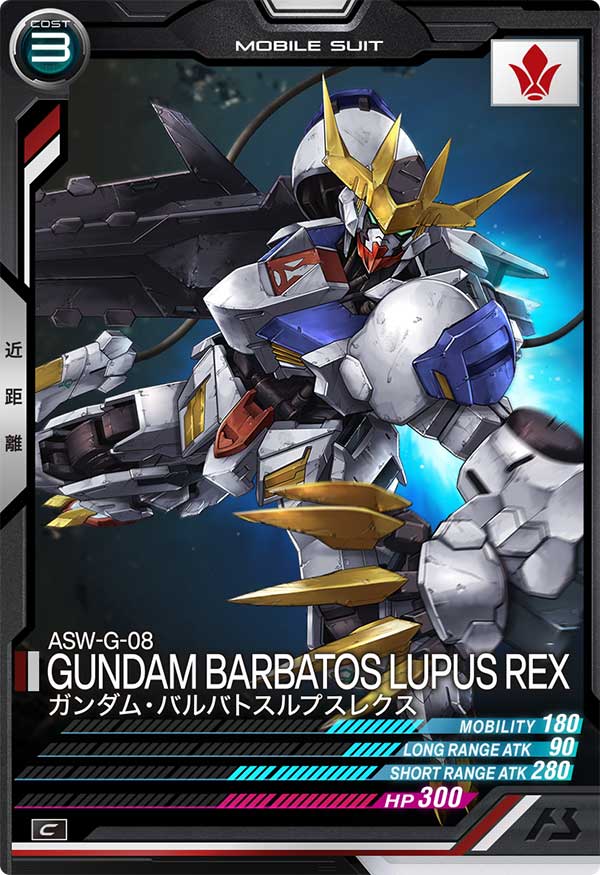 COST
3
MOBILE SUIT
近距離
ASW-G-08
GUNDAM BARBATOS LUPUS REX
ガンダム・バルバトスルプスレクス
MOBILITY 180
LONG RANGE ATK 90
SHORT RANGE ATK 280
HP 300
C